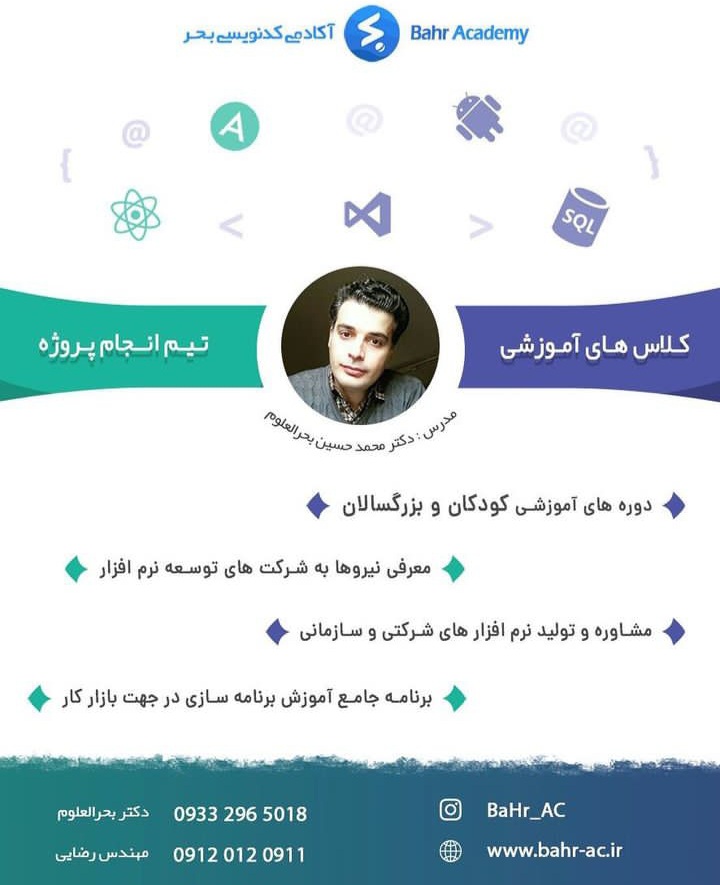 آکادمی کدنویسی بحر
Bahr Academy
@
A
@
@
{
}
<
>
SQL
کلاس های آموزشی
تیم انجام پروژه
مدرس : دکتر محمد حسین بحرالعلوم
دوره های آموزشی کودکان و بزرگسالان
معرفی نیروها به شرکت های توسعه نرم افزار
مشاوره و تولید نرم افزار های شرکتی و سازمانی
برنامه جامع آموزش برنامه سازی در جهت بازار کار
دکتر بحرالعلوم 0933 296 5018
BaHr_AC
مهندس رضایی 0912 012 0911
www.bahr-ac.ir